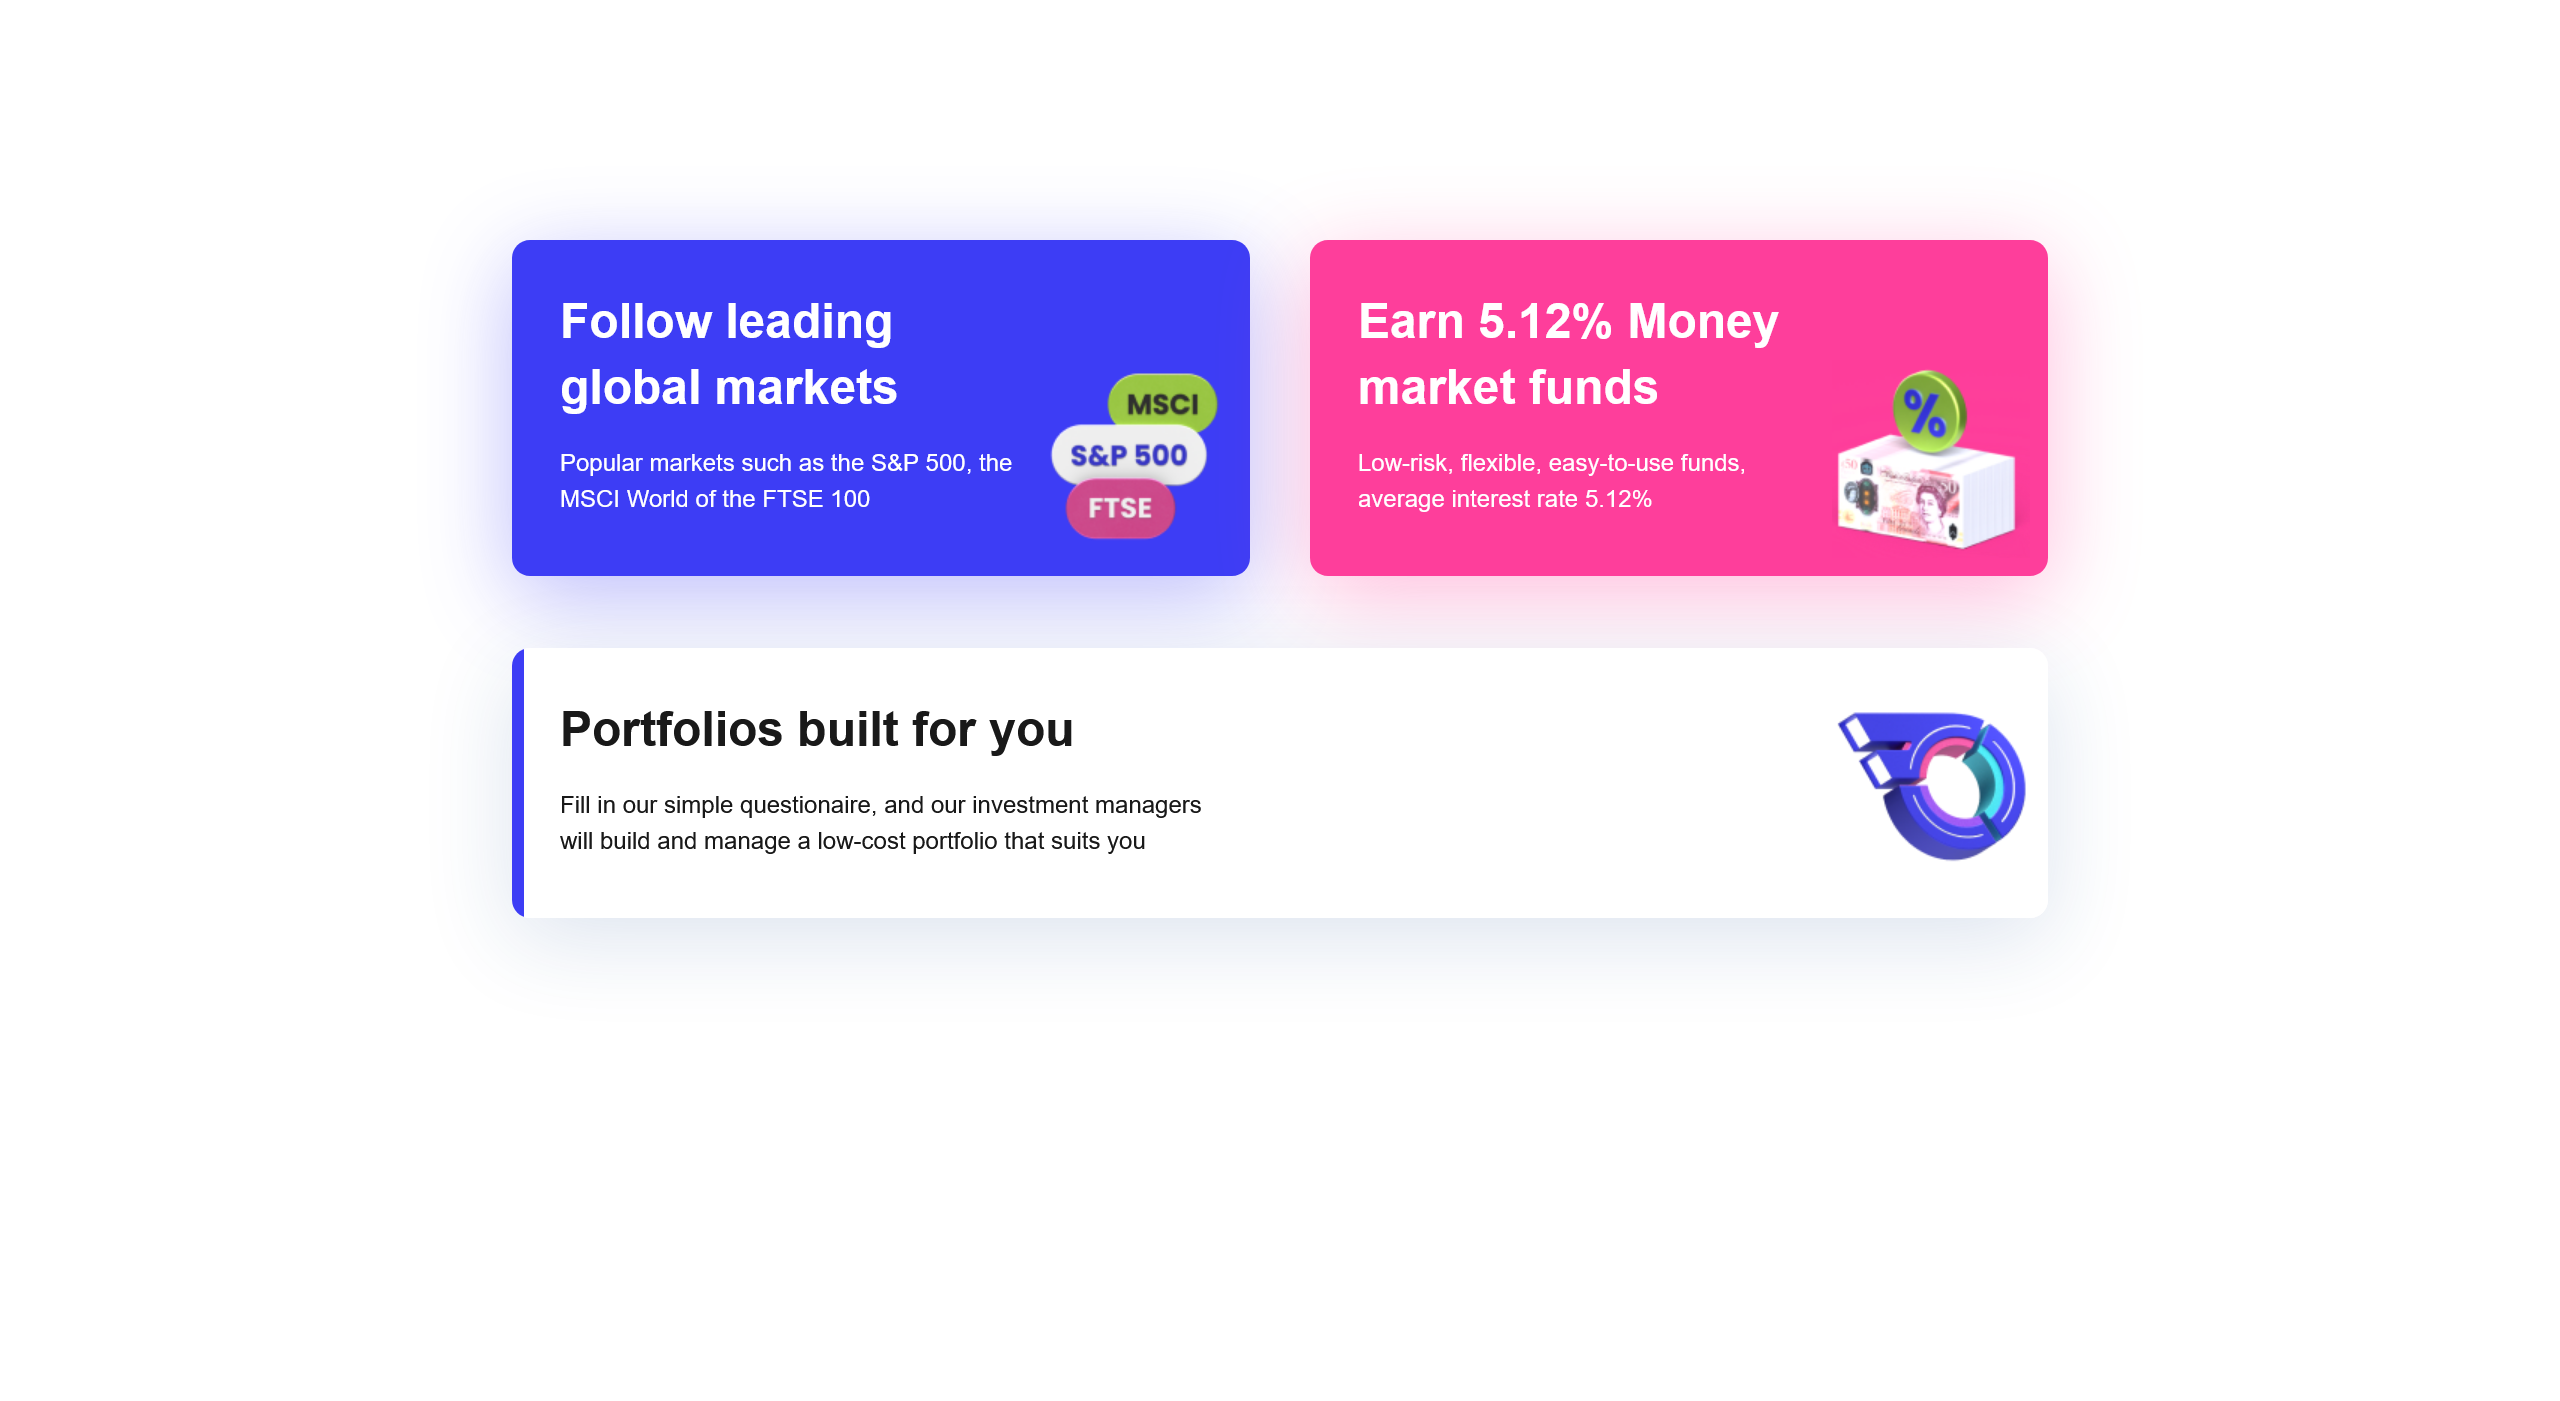 Follow leading
global markets
Popular markets such as the S&P 500, the
MSCI World of the FTSE 100
MSCI
S&P 500
FTSE
Earn 5.12% Money
market funds
Low-risk, flexible, easy-to-use funds,
average interest rate 5.12%
%
£50
50
Portfolios built for you
Fill in our simple questionaire, and our investment managers
will build and manage a low-cost portfolio that suits you